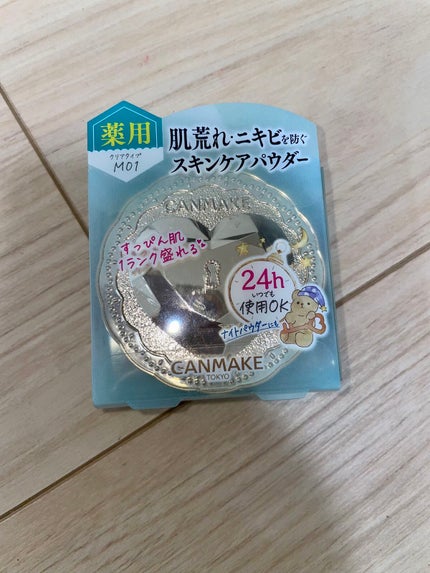 薬用
クリアタイプ
M01
肌荒れ・ニキビを防ぐ
スキンケアパウダー
CANMAKE
すっぴん肌
1ランク盛れる
24h
いつでも
使用OK
ナイトパウダーにも
CANMAKE
TOKYO